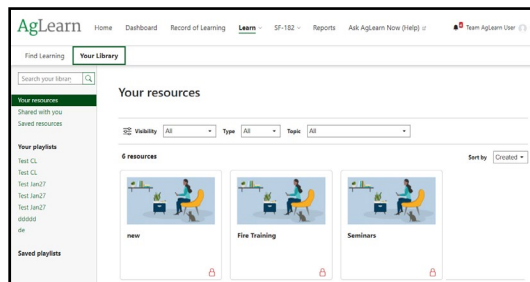 AgLearn Home Dashboard Record of Learning Learn SF-182 Reports Ask AgLearn Now (Help) Team AgLearn User
Find Learning Your Library
Search your library
Your resources
Shared with you
Saved resources
Your playlists
Test CL
Test CL
Test Jan27
Test Jan27
Test Jan27
ddddd
de
Saved playlists
Your resources
Visibility All Type All Topic All
6 resources Sort by Created
new Fire Training Seminars